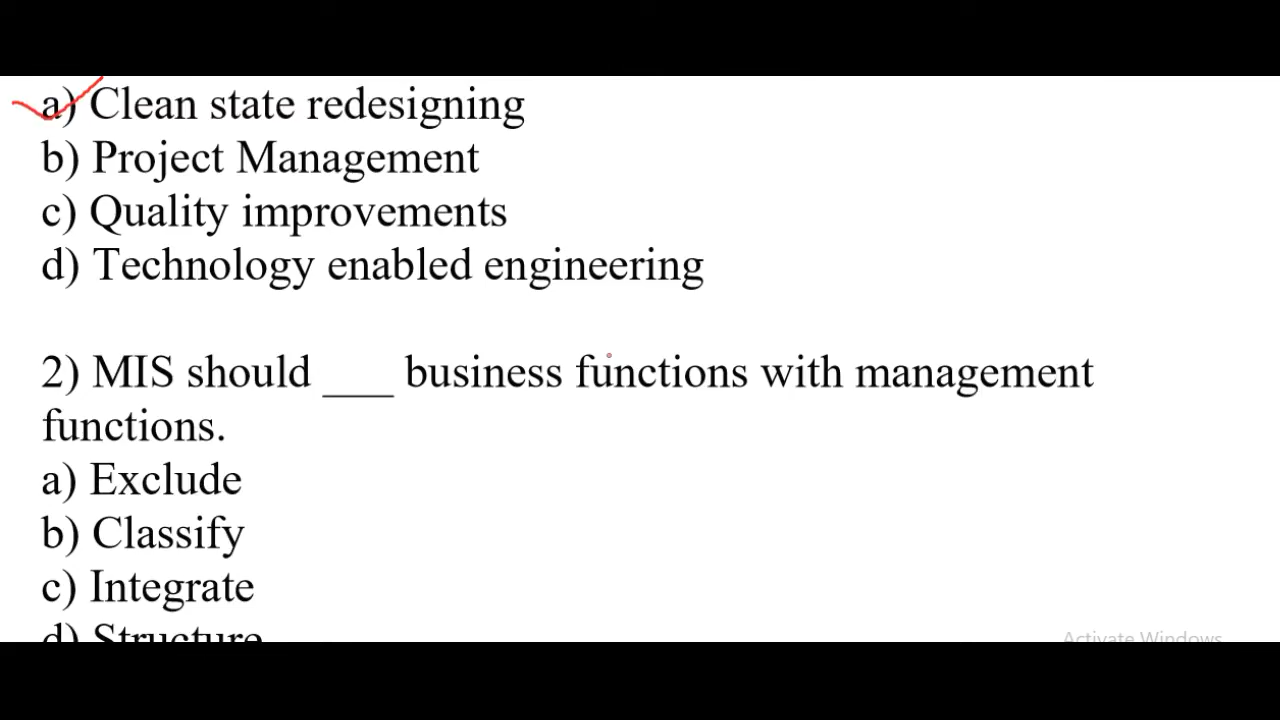 a) Clean state redesigning
b) Project Management
c) Quality improvements
d) Technology enabled engineering
2) MIS should ___ business functions with management
functions.
a) Exclude
b) Classify
c) Integrate
d) Structure
Activate Windows